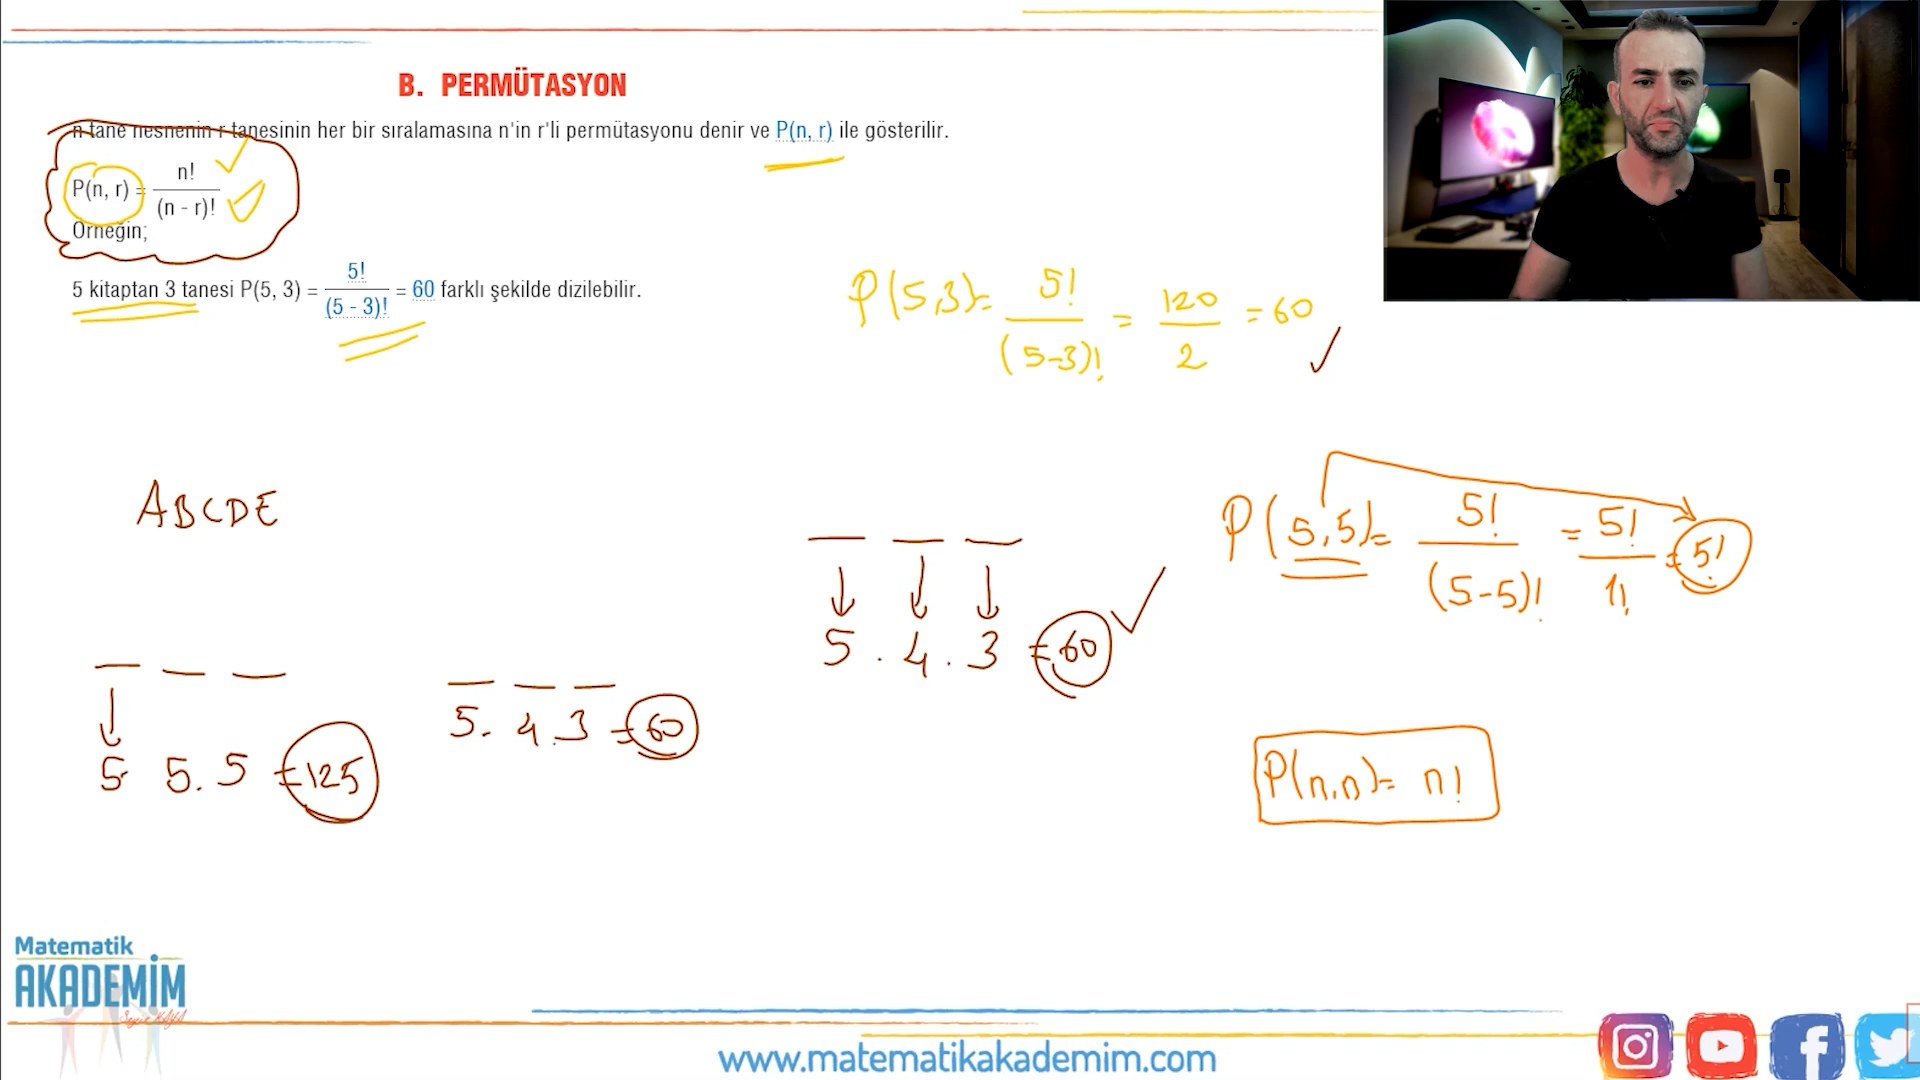 B. PERMÜTASYON
n tane nesnenin r tanesinin her bir sıralamasına n'in r'li permütasyonu denir ve P(n, r) ile gösterilir.
P(n, r) = n! / (n - r)!
Örneğin;
5 kitaptan 3 tanesi P(5, 3) = 5! / (5 - 3)! = 60 farklı şekilde dizilebilir.
P(5,3) = 5! / (5-3)! = 120 / 2 = 60
ABCDE
P(5,5) = 5! / (5-5)! = 5! / 1! = 5!
5 . 4 . 3 = 60
5. 4 . 3 = 60
5. 5. 5 = 125
P(n,n) = n!
Matematik
AKADEMİM
www.matematikakademim.com